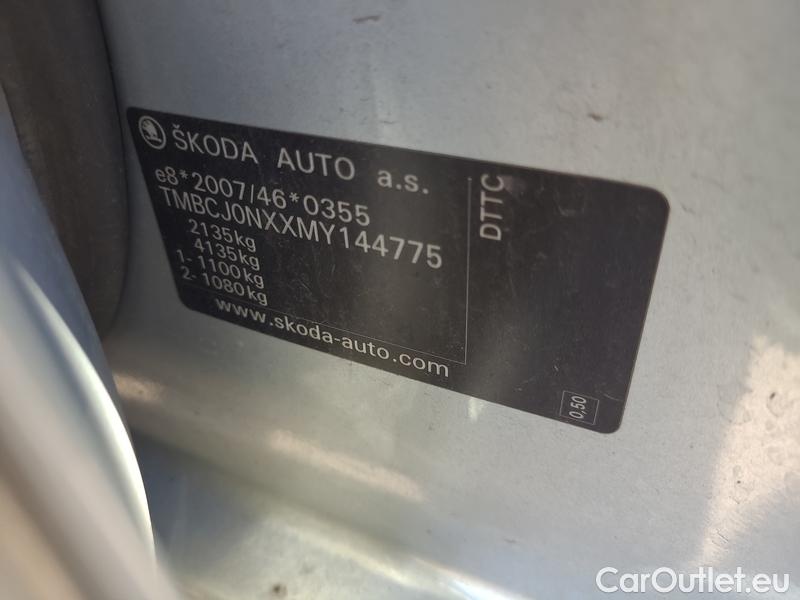 ŠKODA AUTO a.s.
e8*2007/46*0355
TMBCJ0NXXMY144775
2135kg
4135kg
1- 1100kg
2- 1080kg
www.skoda-auto.com
DTTC
0,50
CarOutlet.eu